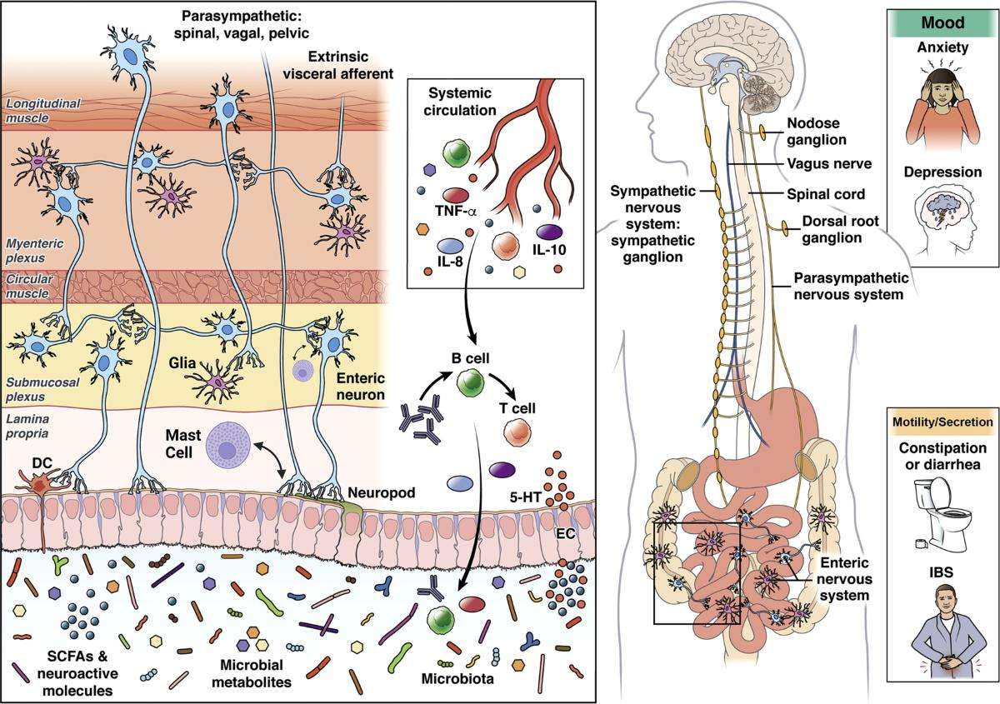 Parasympathetic:
spinal, vagal, pelvic
Extrinsic
visceral afferent
Longitudinal
muscle
Myenteric
plexus
Circular
muscle
Glia
Enteric
neuron
Submucosal
plexus
Lamina
propria
Mast
Cell
DC
Neuropod
Systemic
circulation
TNF-α
IL-8
IL-10
B cell
T cell
5-HT
EC
SCFAs &
neuroactive
molecules
Microbial
metabolites
Microbiota
Nodose
ganglion
Vagus nerve
Sympathetic
nervous
system:
sympathetic
ganglion
Spinal cord
Dorsal root
ganglion
Parasympathetic
nervous system
Enteric
nervous
system
Mood
Anxiety
Depression
Motility/Secretion
Constipation
or diarrhea
IBS